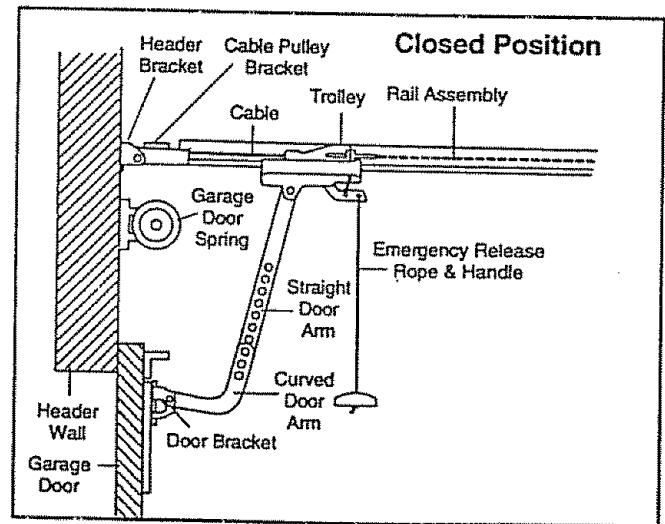 Closed Position
Header
Bracket
Cable Pulley
Bracket
Cable
Trolley
Rail Assembly
Garage
Door
Spring
Emergency Release
Rope & Handle
Straight
Door
Arm
Curved
Door
Arm
Header
Wall
Door Bracket
Garage
Door